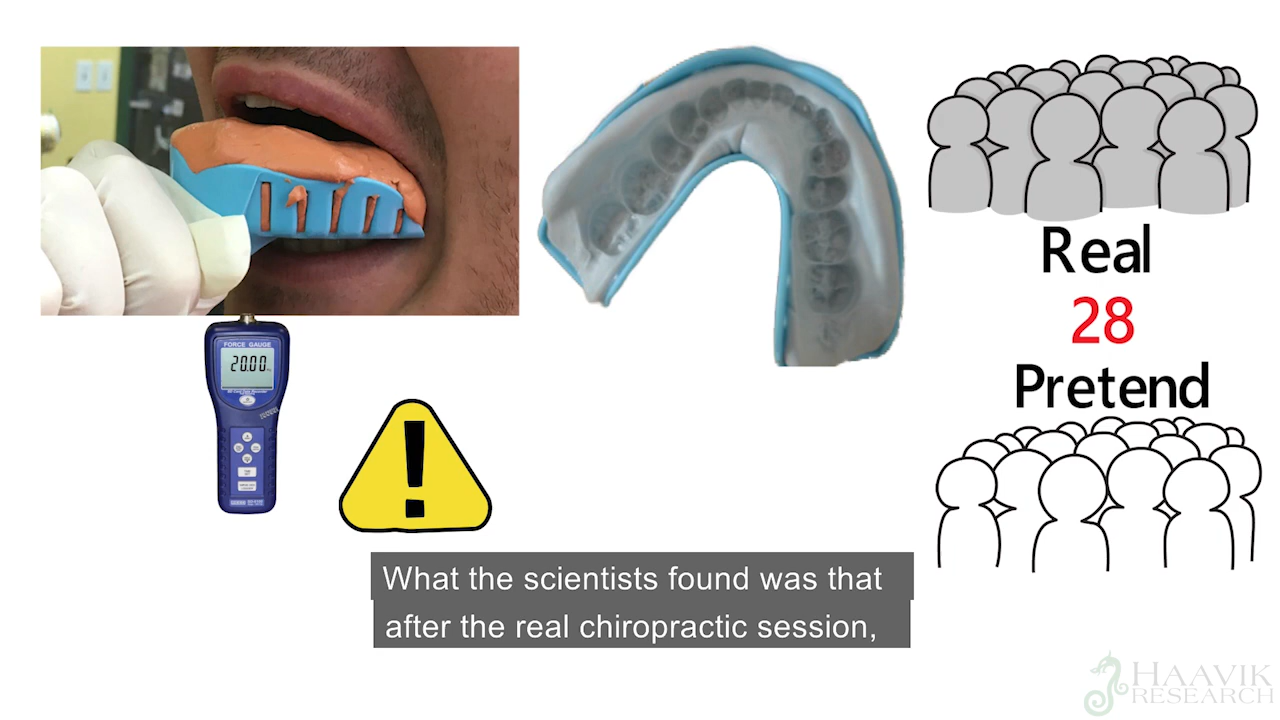 FORCE GAUGE
20.00
Real
28
Pretend
What the scientists found was that
after the real chiropractic session,
HAAVIK
RESEARCH